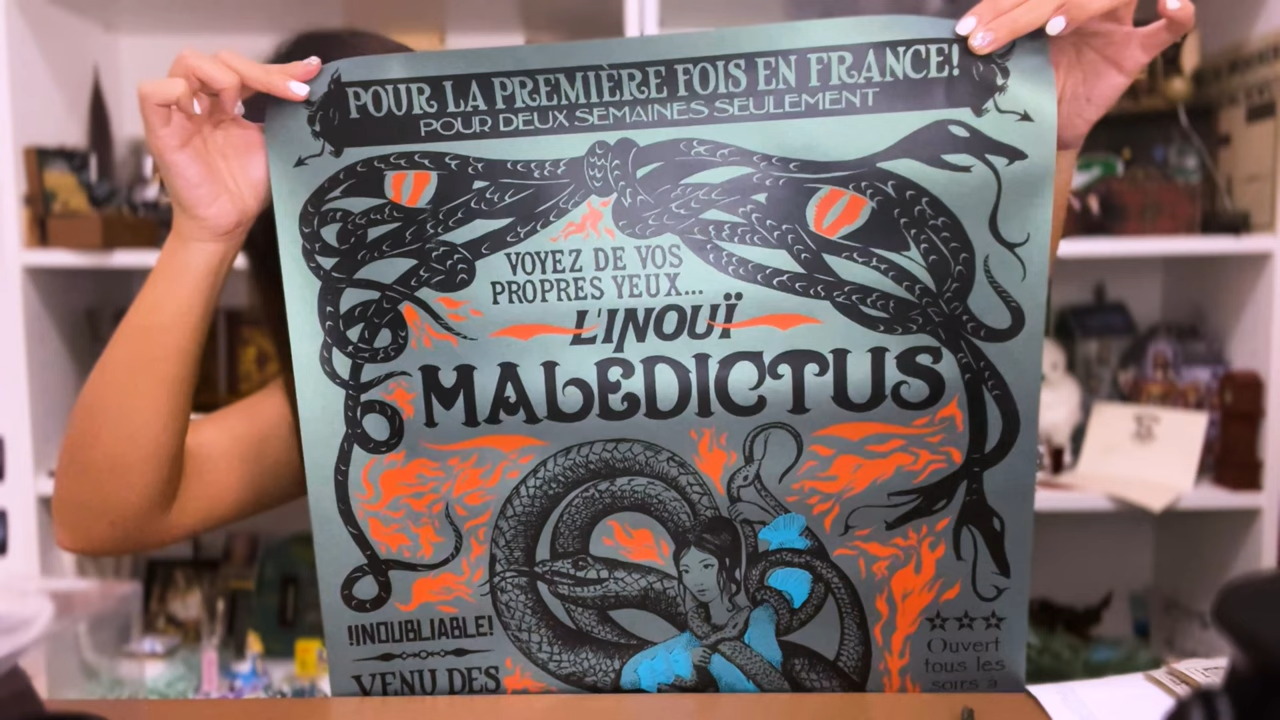 POUR LA PREMIÈRE FOIS EN FRANCE!
POUR DEUX SEMAINES SEULEMENT
VOYEZ DE VOS
PROPRES YEUX...
L'INOUÏ
MALEDICTUS
!INOUBLIABLE!
VENU DES
Ouvert
tous les
soirs à